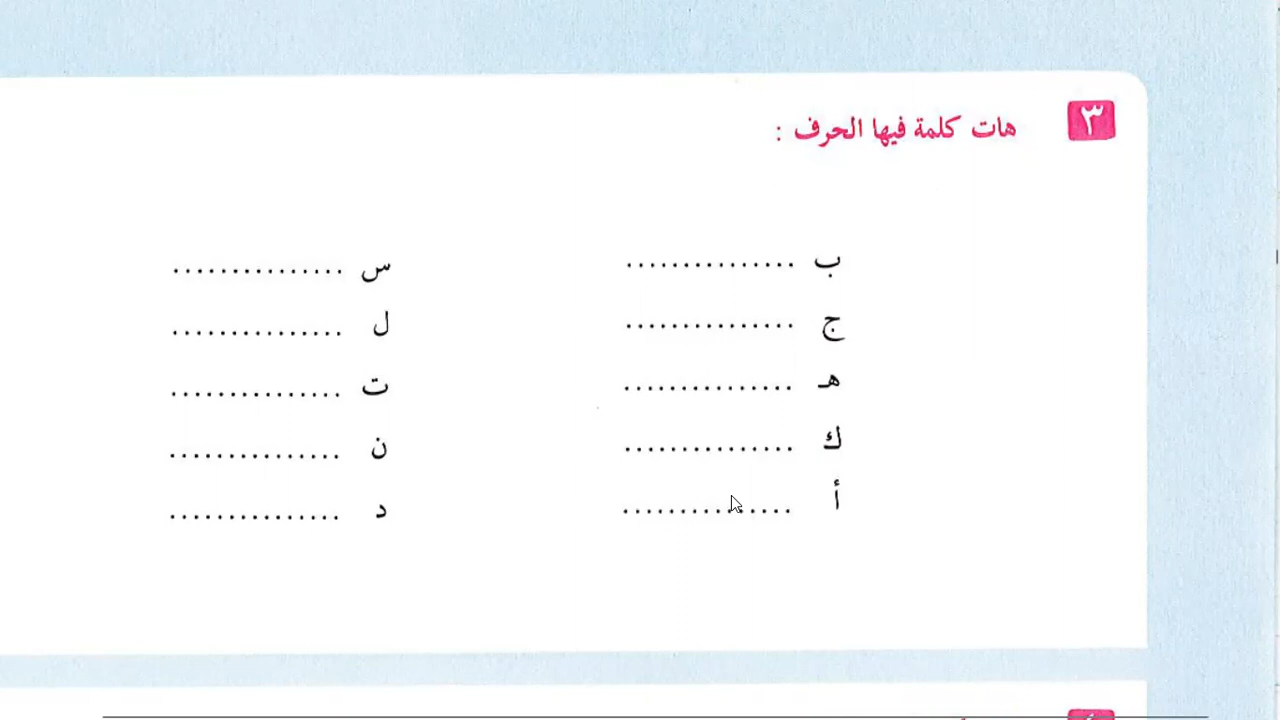 ٣ هات كلمة فيها الحرف :
ب ............... س ...............
ج ............... ل ...............
هـ ............... ت ...............
ك ............... ن ...............
أ ............... د ...............